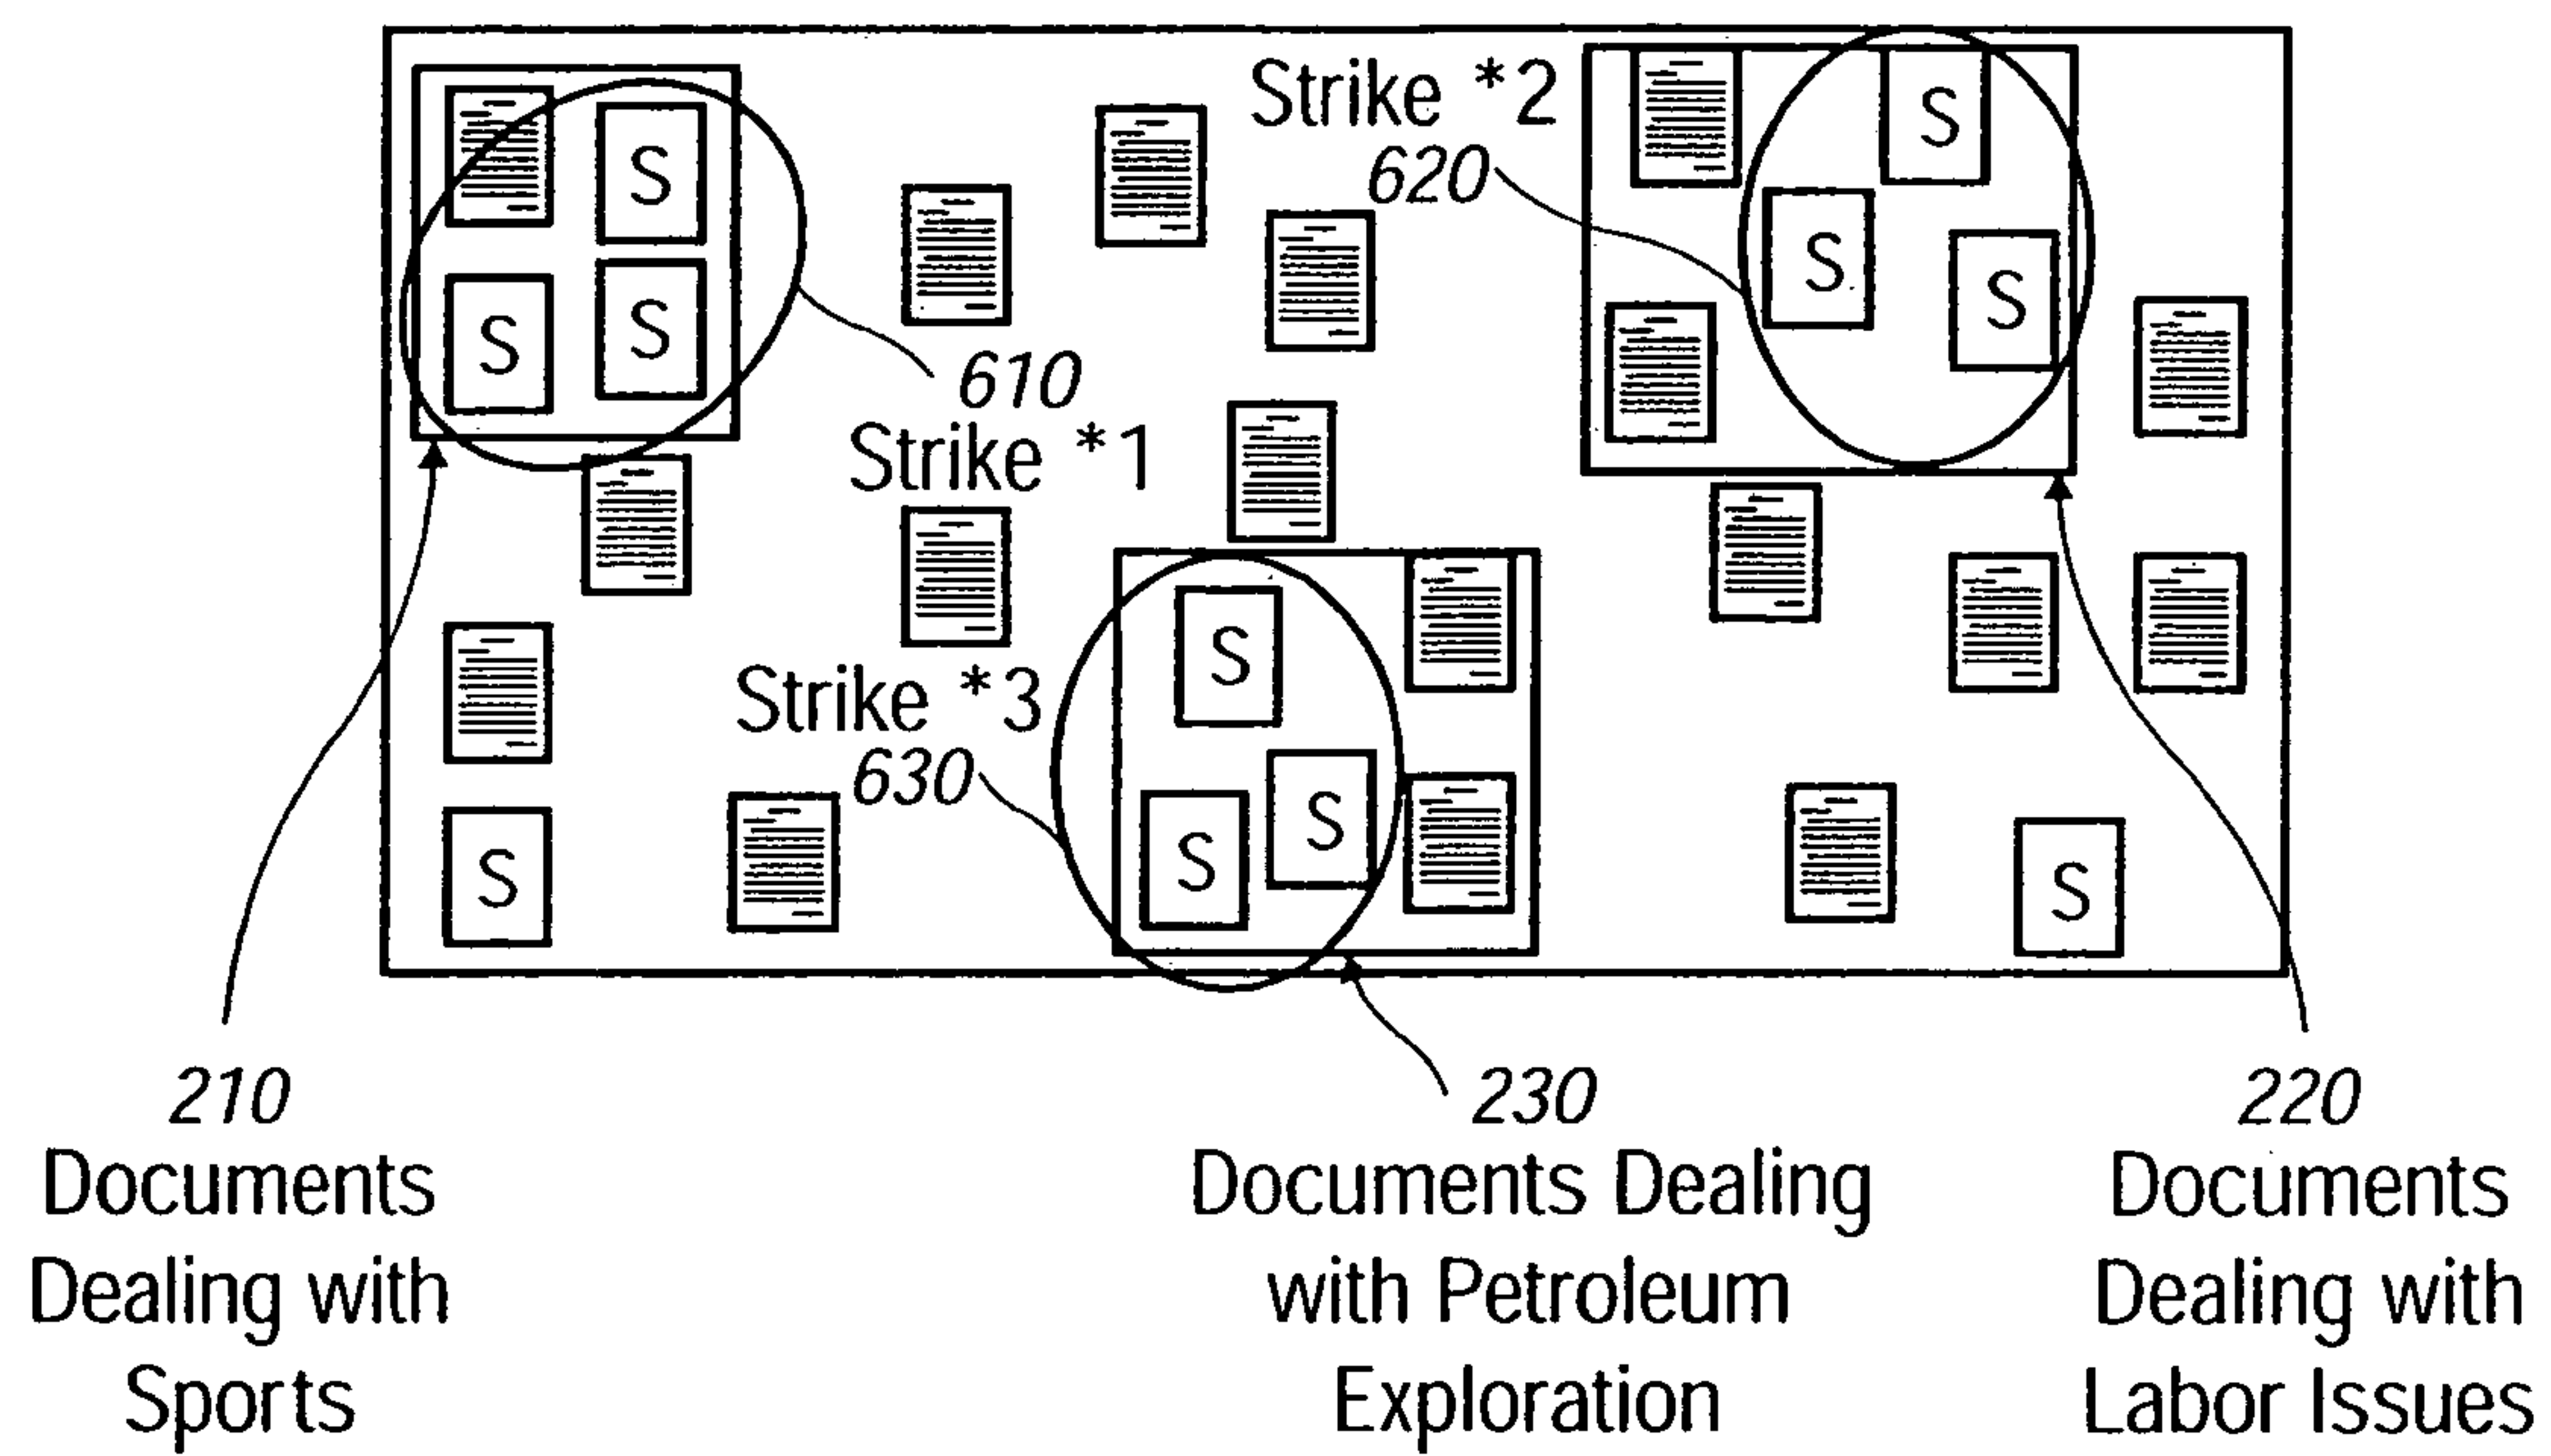 Strike *2
620
S
S
S
S
S
S
610
Strike *1
Strike *3
630
S
S
S
S
S
210
Documents
Dealing with
Sports
230
Documents Dealing
with Petroleum
Exploration
220
Documents
Dealing with
Labor Issues